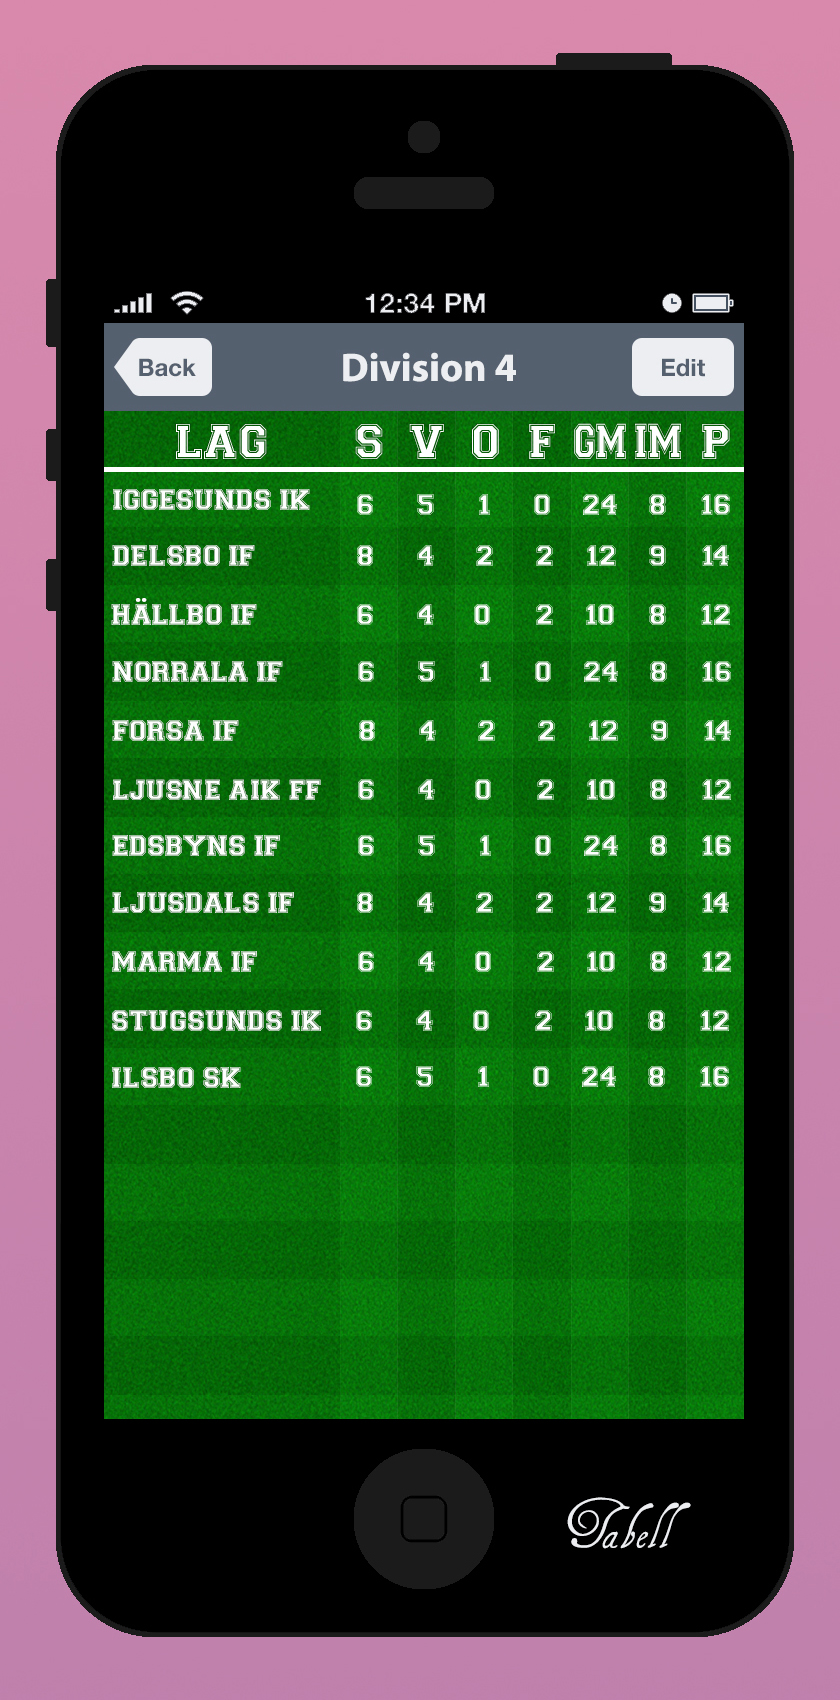 12:34 PM
Back Division 4 Edit
LAG S V O F GM IM P
IGGESUNDS IK 6 5 1 0 24 8 16
DELSBO IF 8 4 2 2 12 9 14
HÄLLBO IF 6 4 0 2 10 8 12
NORRALA IF 6 5 1 0 24 8 16
FORSA IF 8 4 2 2 12 9 14
LJUSNE AIK FF 6 4 0 2 10 8 12
EDSBYNS IF 6 5 1 0 24 8 16
LJUSDALS IF 8 4 2 2 12 9 14
MARMA IF 6 4 0 2 10 8 12
STUGSUNDS IK 6 4 0 2 10 8 12
ILSBO SK 6 5 1 0 24 8 16
Tabell